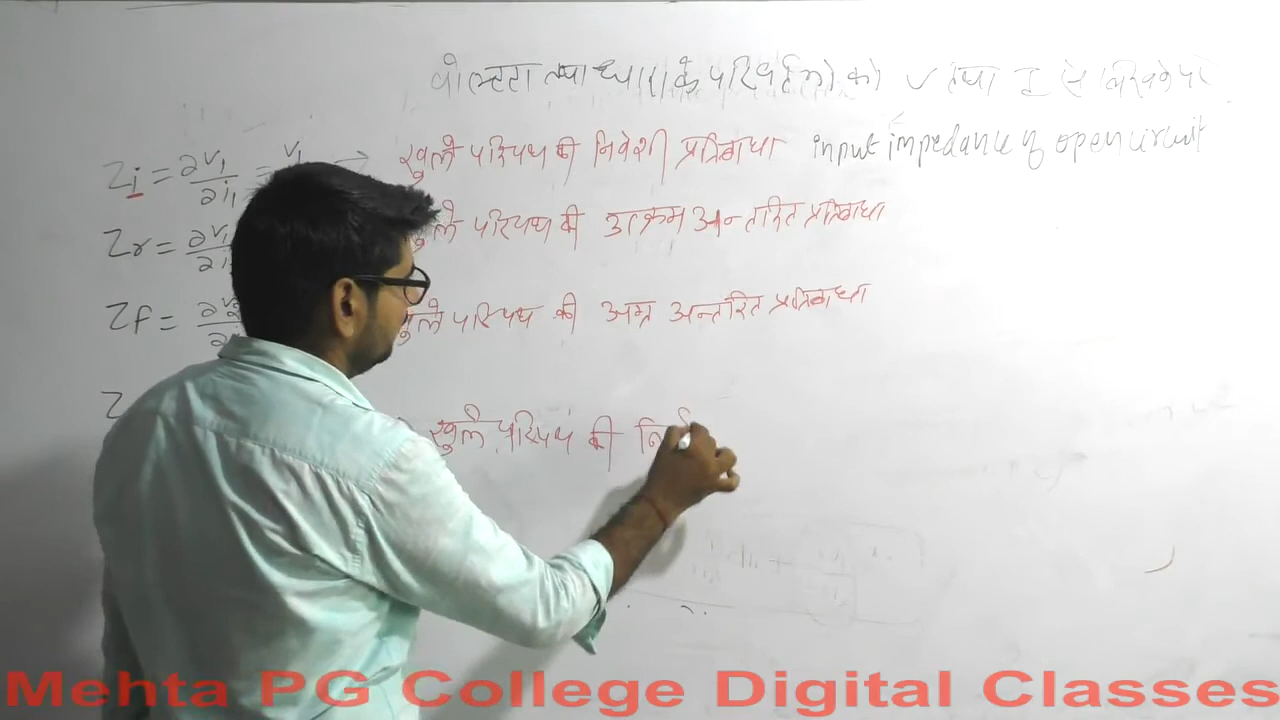 वोल्टता तथा धारा के परिवर्तनों को V तथा I से लिखने पर
Zi = ∂v1/∂i1 = v1 → खुले परिपथ की निवेशी प्रतिबाधा input impedance of open circuit
Zr = ∂v1/∂ खुले परिपथ की उत्क्रम अन्तरित प्रतिबाधा
Zf = ∂v2/∂ खुले परिपथ की अग्र अन्तरित प्रतिबाधा
Z खुले परिपथ की नि
Mehta PG College Digital Classes